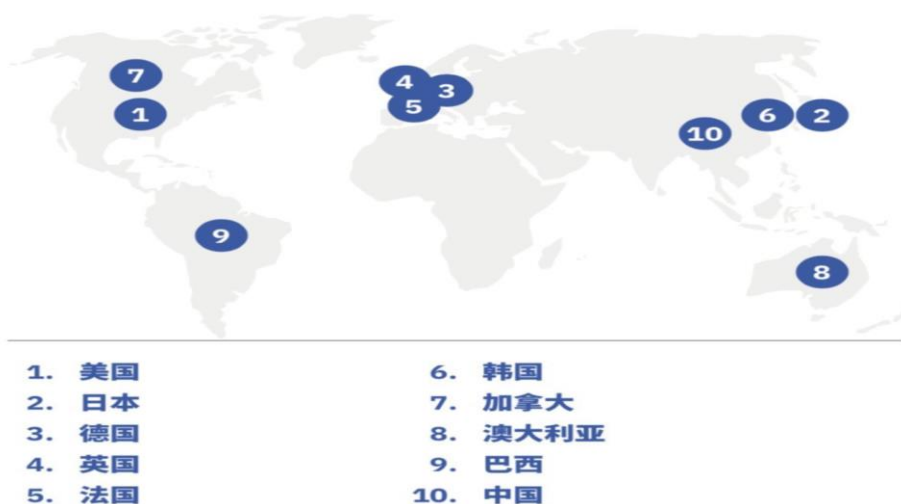 7
4
3
5
1
6
2
10
9
8
1. 美国
2. 日本
3. 德国
4. 英国
5. 法国
6. 韩国
7. 加拿大
8. 澳大利亚
9. 巴西
10. 中国